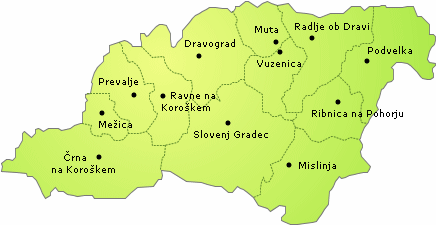 Muta
Radlje ob Dravi
Dravograd
Podvelka
Vuzenica
Prevalje
Ravne na
Koroškem
Ribnica na Pohorju
Mežica
Slovenj Gradec
Črna
na Koroškem
Mislinja